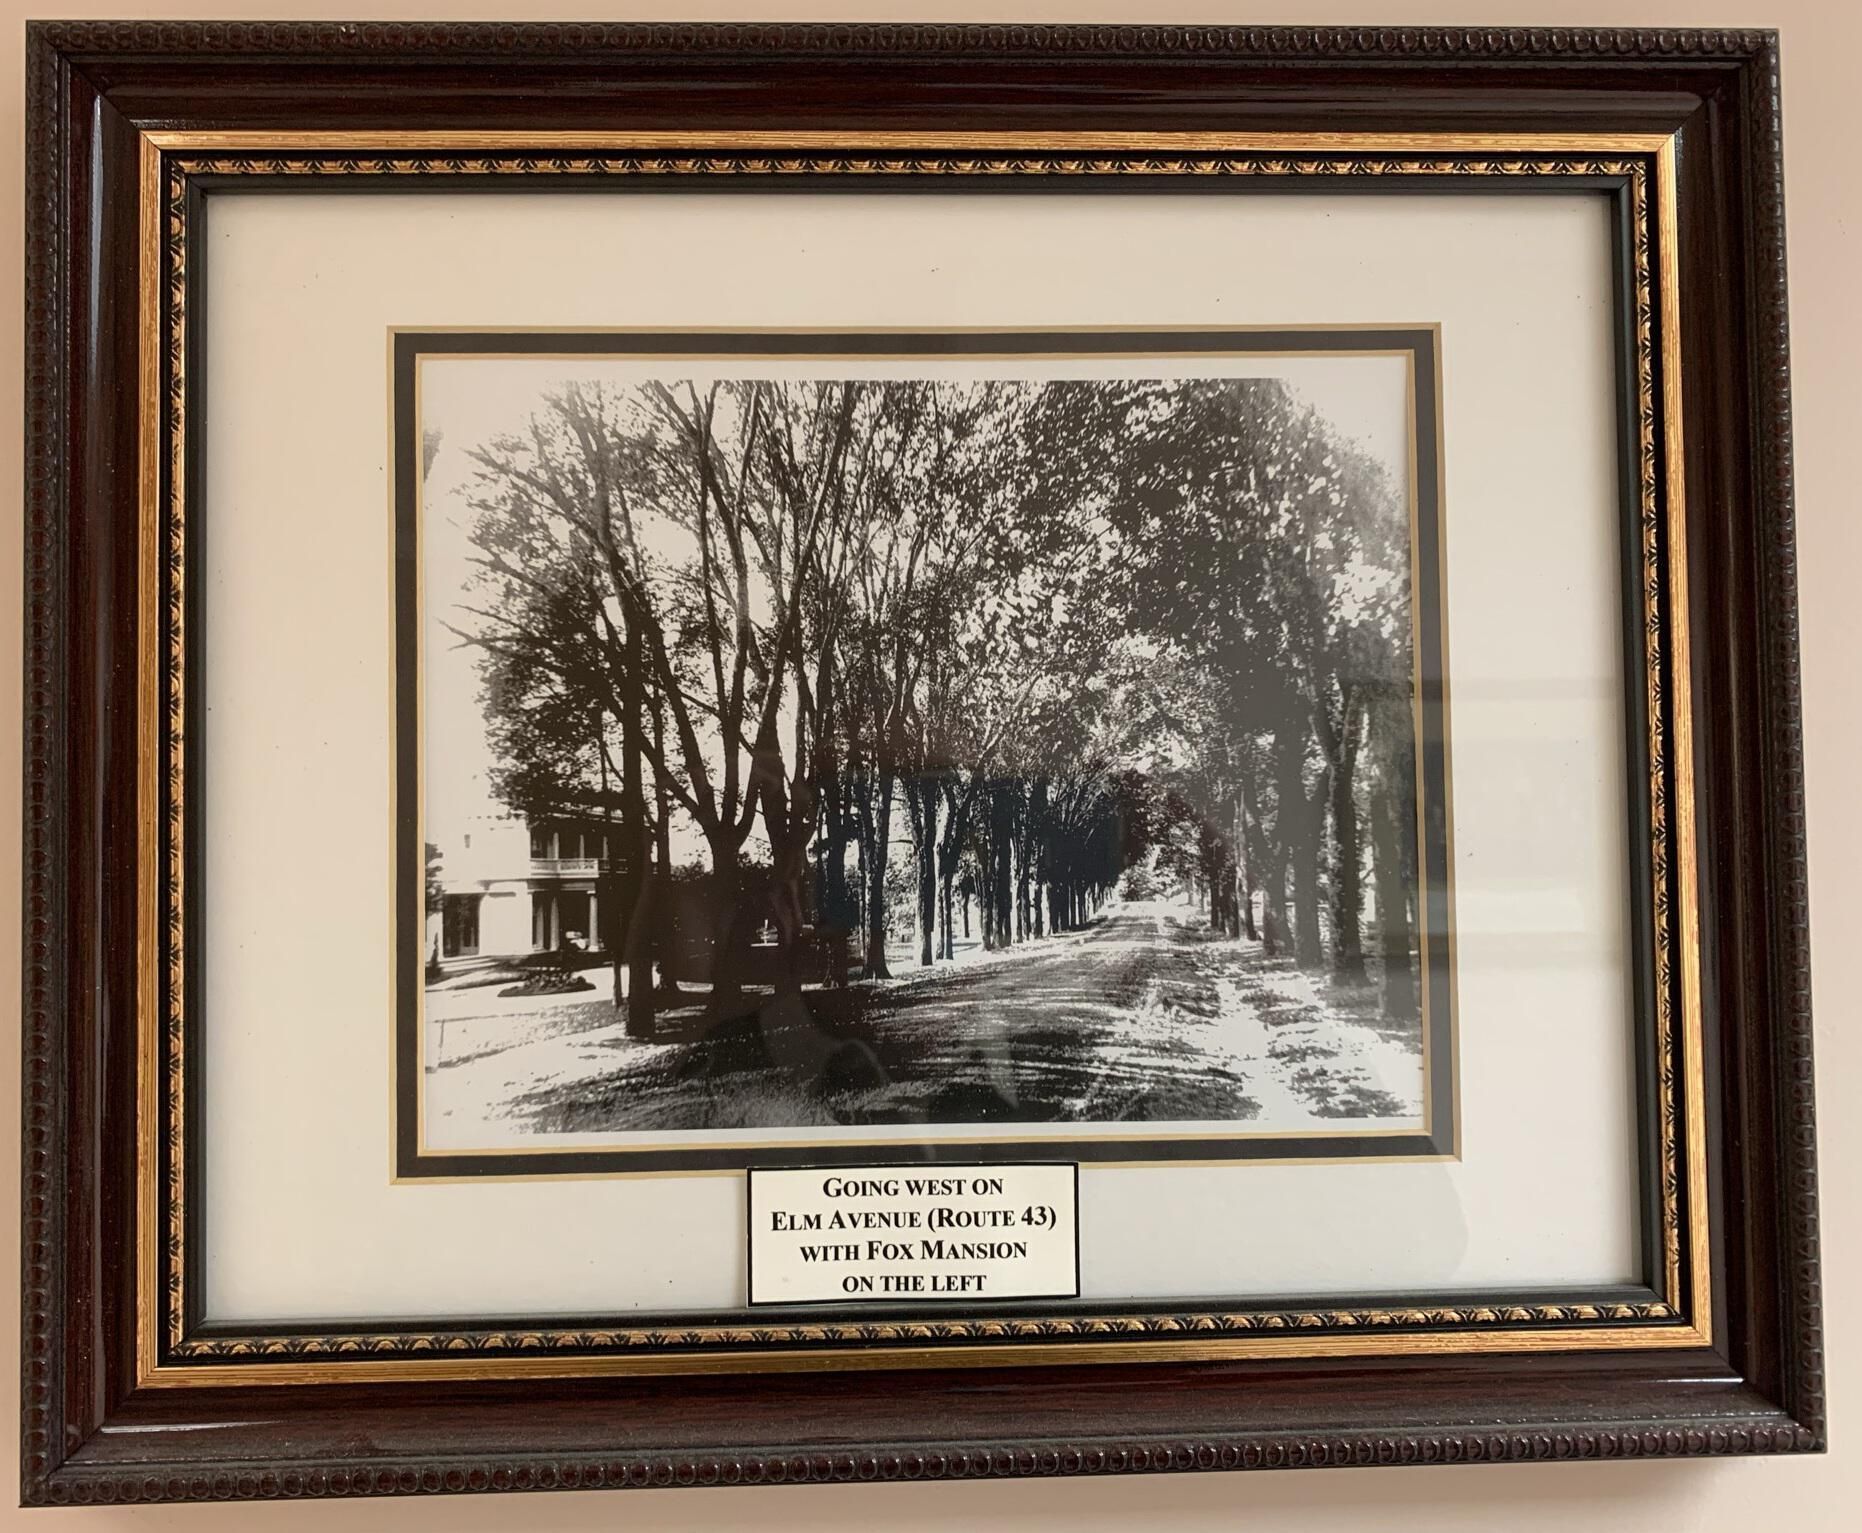 GOING WEST ON
ELM AVENUE (ROUTE 43)
WITH FOX MANSION
ON THE LEFT